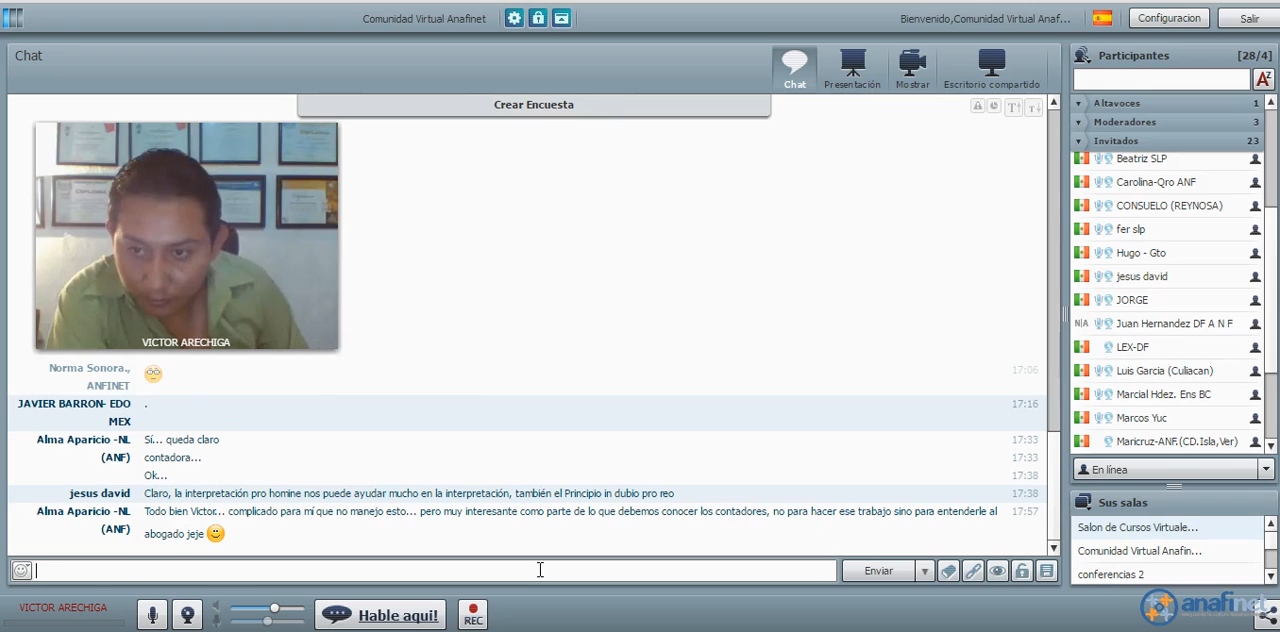 Comunidad Virtual Anafinet
Bienvenido,Comunidad Virtual Anaf...
Configuracion
Salir
Chat
Chat
Presentación
Mostrar
Escritorio compartido
Crear Encuesta
VICTOR ARECHIGA
Norma Sonora.,
ANFINET
17:06
JAVIER BARRON- EDO
MEX
.
17:16
Alma Aparicio -NL
(ANF)
Sí... queda claro
17:33
contadora...
17:33
Ok...
17:38
jesus david
Claro, la interpretación pro homine nos puede ayudar mucho en la interpretación, también el Principio in dubio pro reo
17:38
Alma Aparicio -NL
(ANF)
Todo bien Victor... complicado para mí que no manejo esto... pero muy interesante como parte de lo que debemos conocer los contadores, no para hacer ese trabajo sino para entenderle al
abogado jeje
17:57
Enviar
VICTOR ARECHIGA
Hable aqui!
REC
Participantes
[28/4]
Altavoces 1
Moderadores 3
Invitados 23
Beatriz SLP
Carolina-Qro ANF
CONSUELO (REYNOSA)
fer slp
Hugo - Gto
jesus david
JORGE
N/A Juan Hernandez DF A N F
LEX-DF
Luis Garcia (Culiacan)
Marcial Hdez. Ens BC
Marcos Yuc
Maricruz-ANF.(CD.Isla,Ver)
En línea
Sus salas
Salon de Cursos Virtuale...
Comunidad Virtual Anafin...
conferencias 2
anafinet